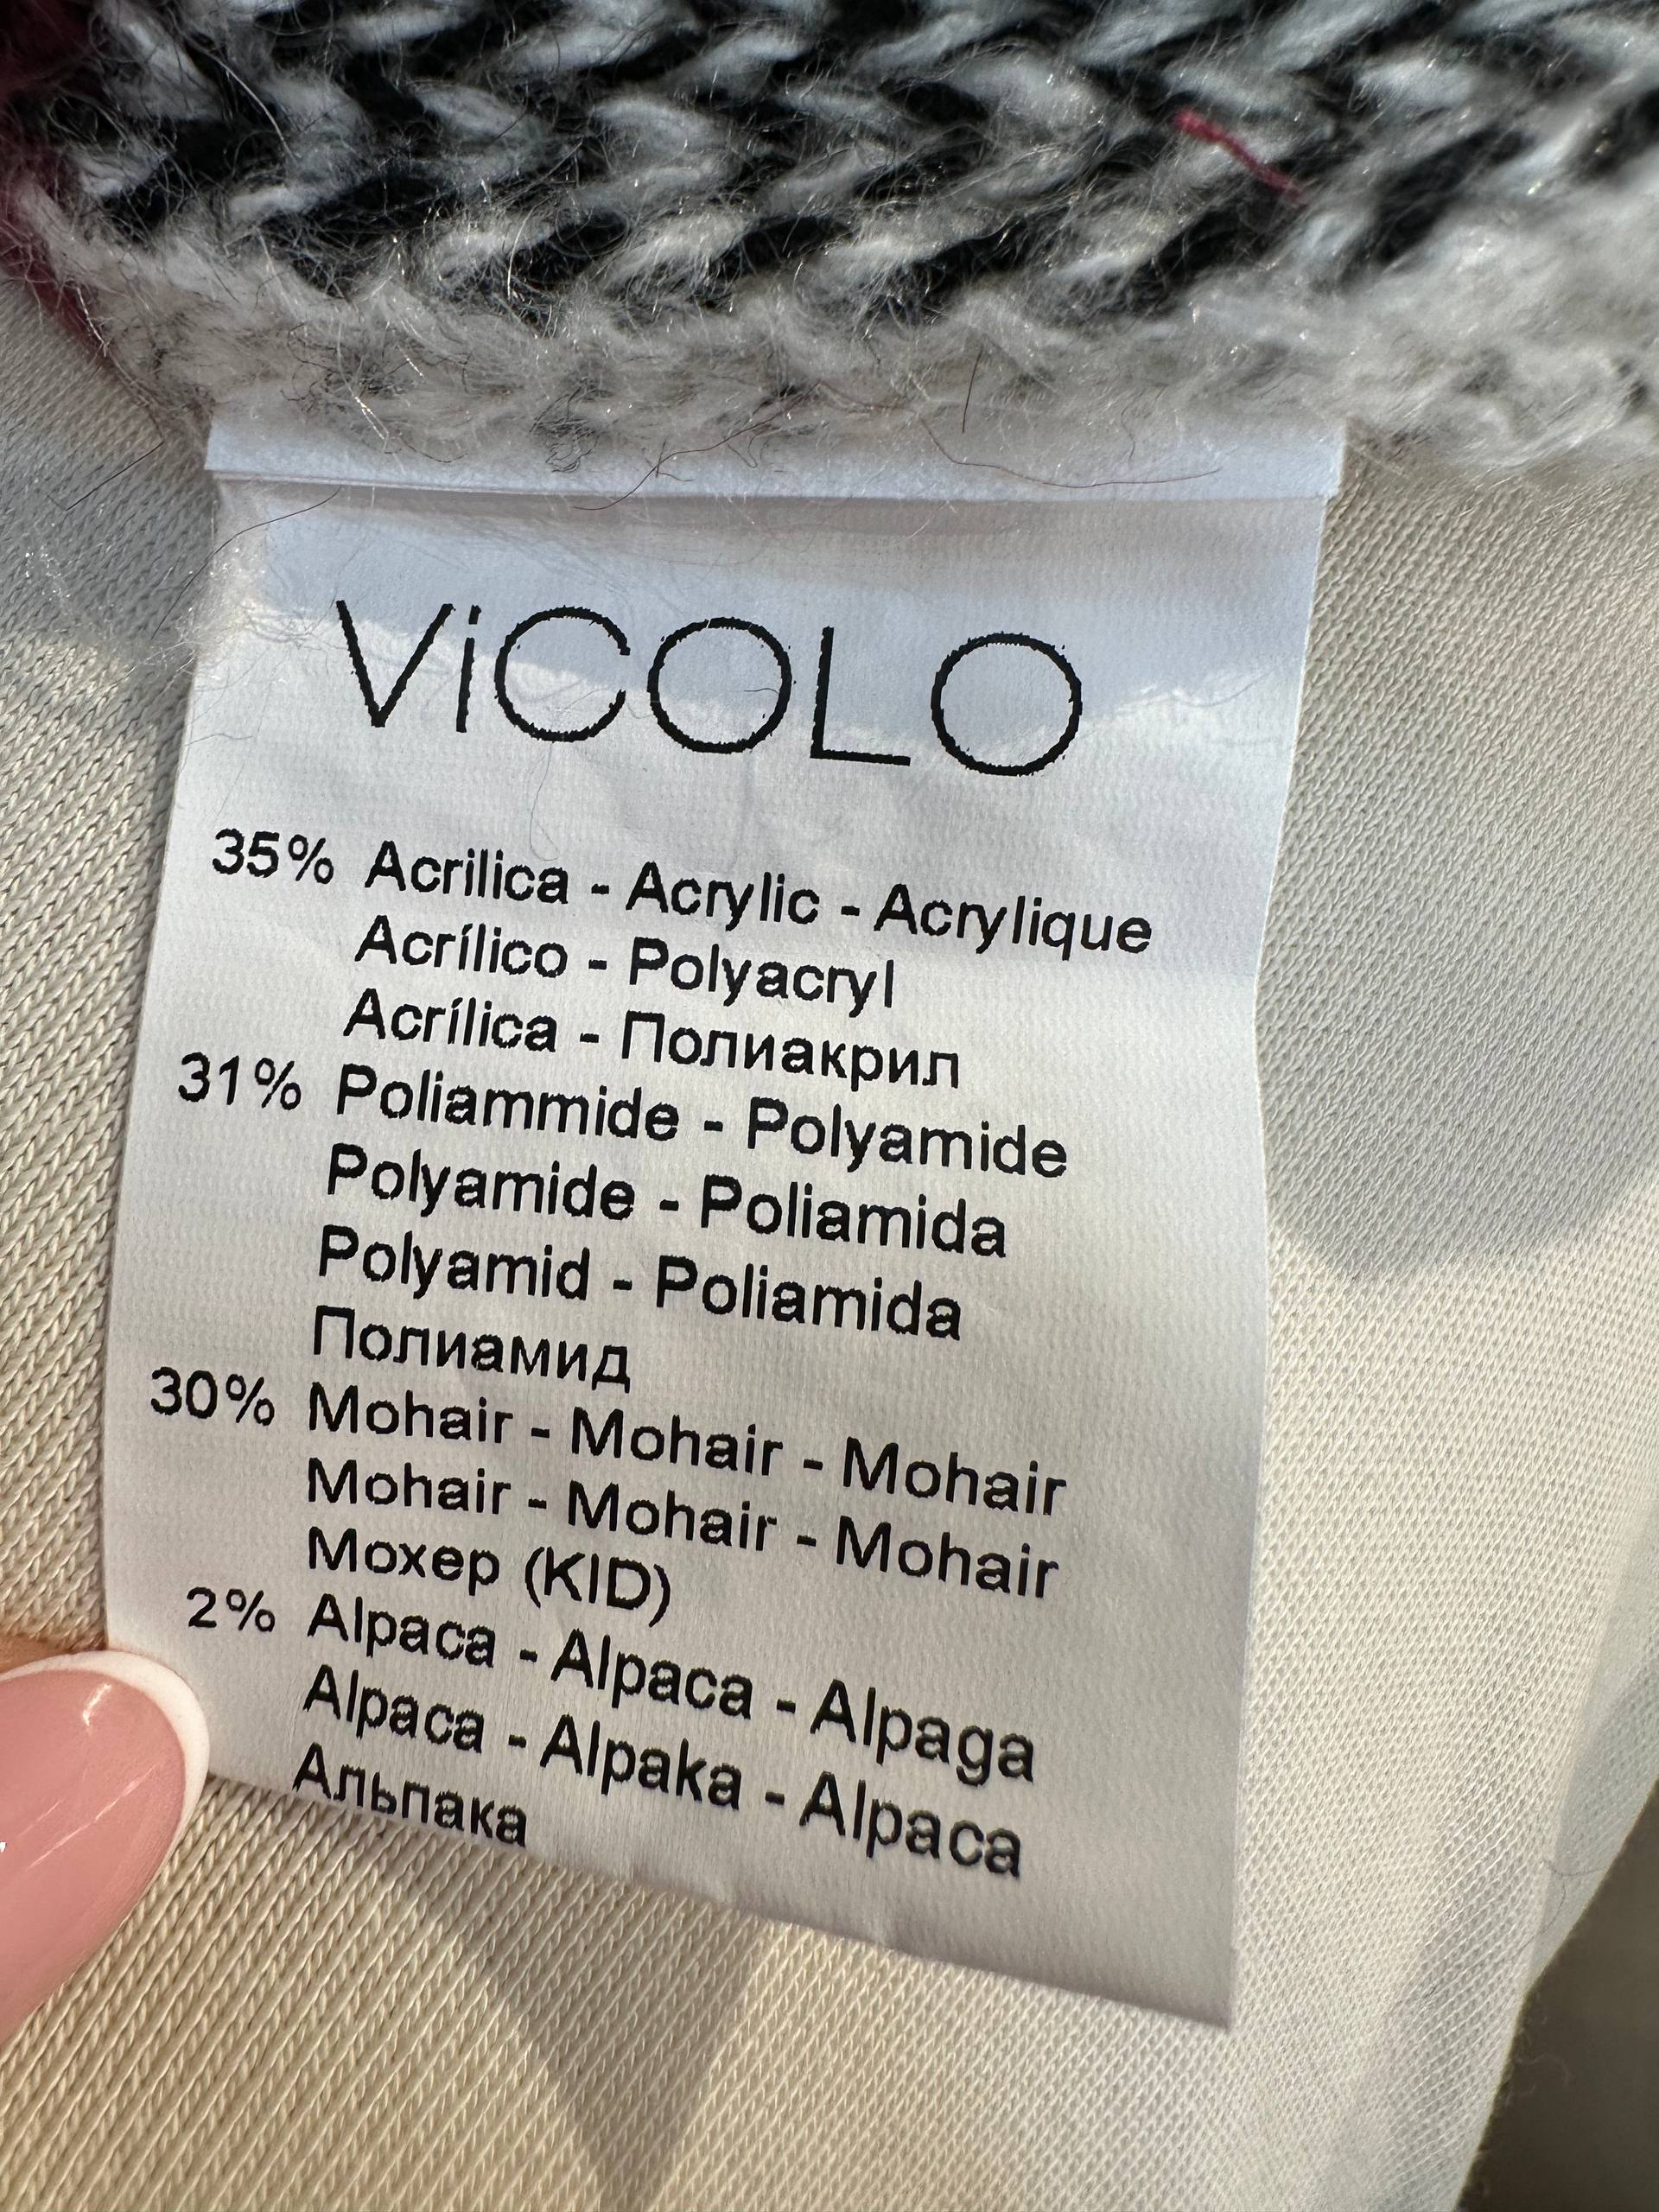 ViCOLO
35% Acrilica - Acrylic - Acrylique
Acrílico - Polyacryl
Acrílica - Полиакрил
31% Poliammide - Polyamide
Polyamide - Poliamida
Polyamid - Poliamida
Полиамид
30% Mohair - Mohair - Mohair
Mohair - Mohair - Mohair
Мохер (KID)
2% Alpaca - Alpaca - Alpaga
Alpaca - Alpaka - Alpaca
Альпака